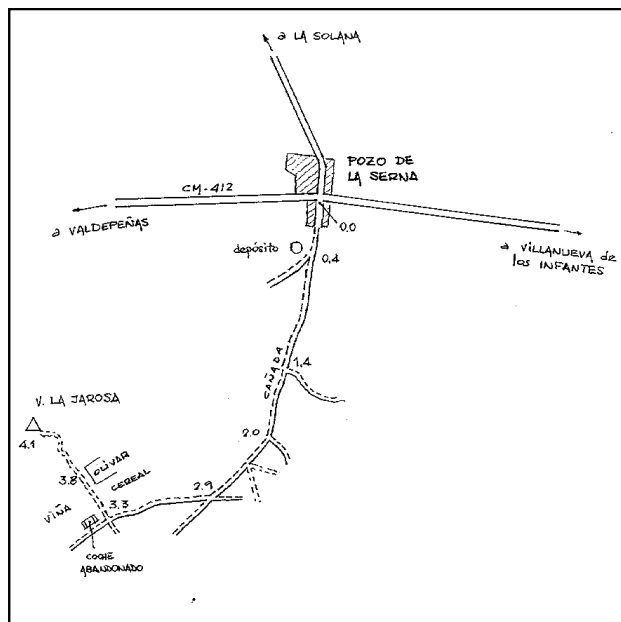 a LA SOLANA
POZO DE
LA SERNA
CM-412
a VALDEPEÑAS
0.0
depósito
0,4
a VILLANUEVA de
los INFANTES
CAÑADA
1,4
V. LA JAROSA
4.1
2.0
OLIVAR
3.8
CEREAL
2.9
VIÑA
3.3
COCHE
ABANDONADO